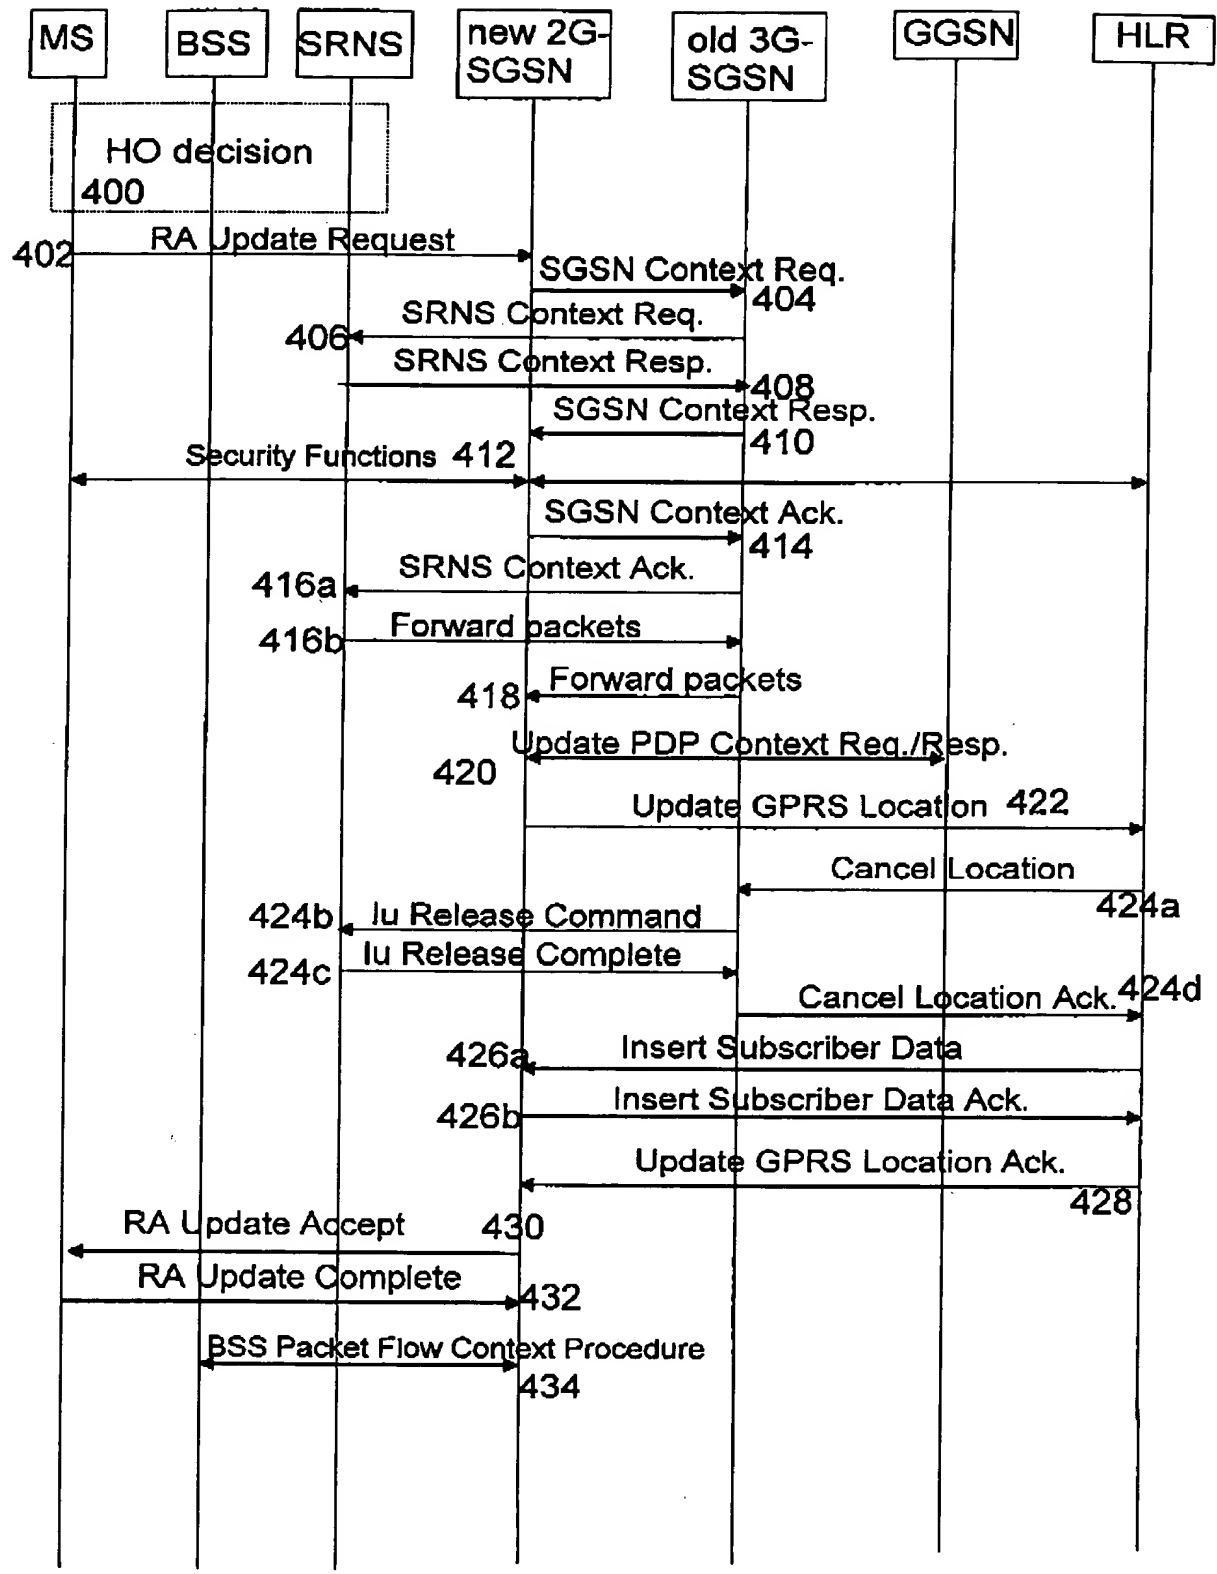 MS
BSS
SRNS
new 2G-
SGSN
old 3G-
SGSN
GGSN
HLR
HO decision
400
402
RA Update Request
SGSN Context Req.
404
SRNS Context Req.
406
SRNS Context Resp.
408
SGSN Context Resp.
410
Security Functions 412
SGSN Context Ack.
414
SRNS Context Ack.
416a
416b
Forward packets
Forward packets
418
Update PDP Context Req./Resp.
420
Update GPRS Location 422
Cancel Location
424a
424b
Iu Release Command
424c
Iu Release Complete
Cancel Location Ack.
424d
426a
Insert Subscriber Data
Insert Subscriber Data Ack.
426b
Update GPRS Location Ack.
428
RA Update Accept
430
RA Update Complete
432
BSS Packet Flow Context Procedure
434